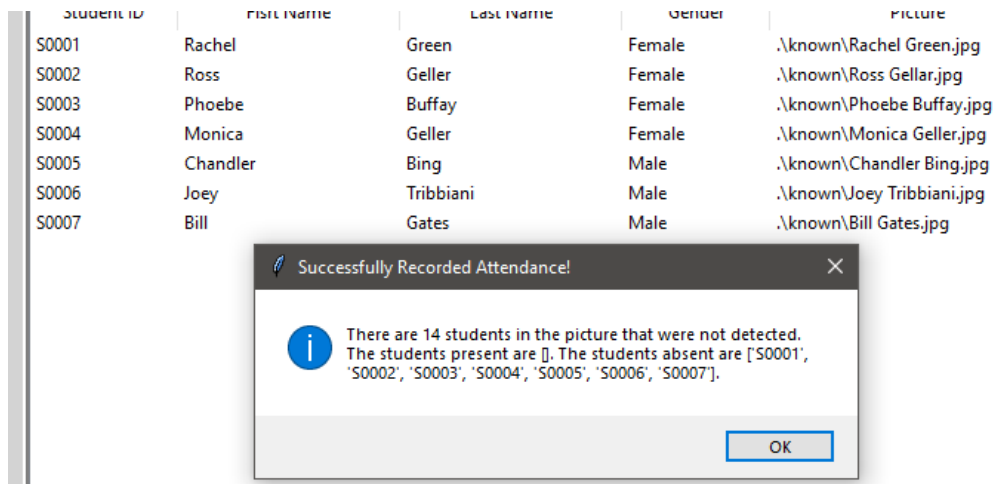 Student ID Fisrt Name Last Name Gender Picture
S0001 Rachel Green Female .\known\Rachel Green.jpg
S0002 Ross Geller Female .\known\Ross Gellar.jpg
S0003 Phoebe Buffay Female .\known\Phoebe Buffay.jpg
S0004 Monica Geller Female .\known\Monica Geller.jpg
S0005 Chandler Bing Male .\known\Chandler Bing.jpg
S0006 Joey Tribbiani Male .\known\Joey Tribbiani.jpg
S0007 Bill Gates Male .\known\Bill Gates.jpg
Successfully Recorded Attendance!
There are 14 students in the picture that were not detected.
The students present are []. The students absent are ['S0001',
'S0002', 'S0003', 'S0004', 'S0005', 'S0006', 'S0007'].
OK